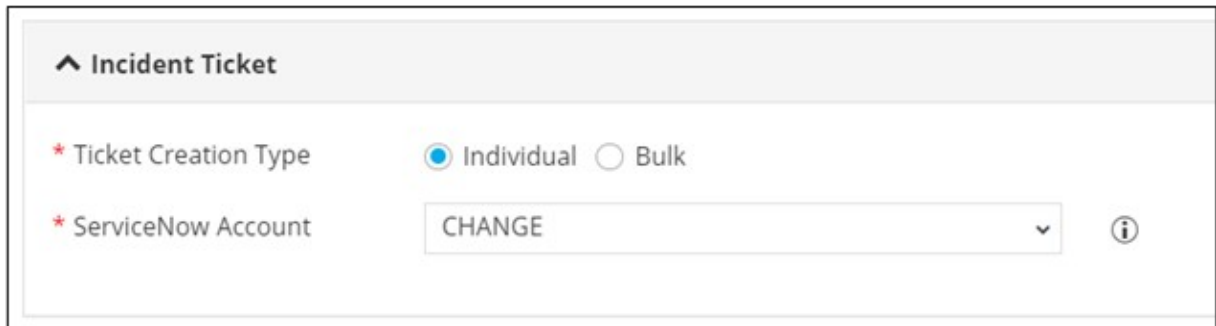 Incident Ticket
* Ticket Creation Type Individual Bulk
* ServiceNow Account CHANGE